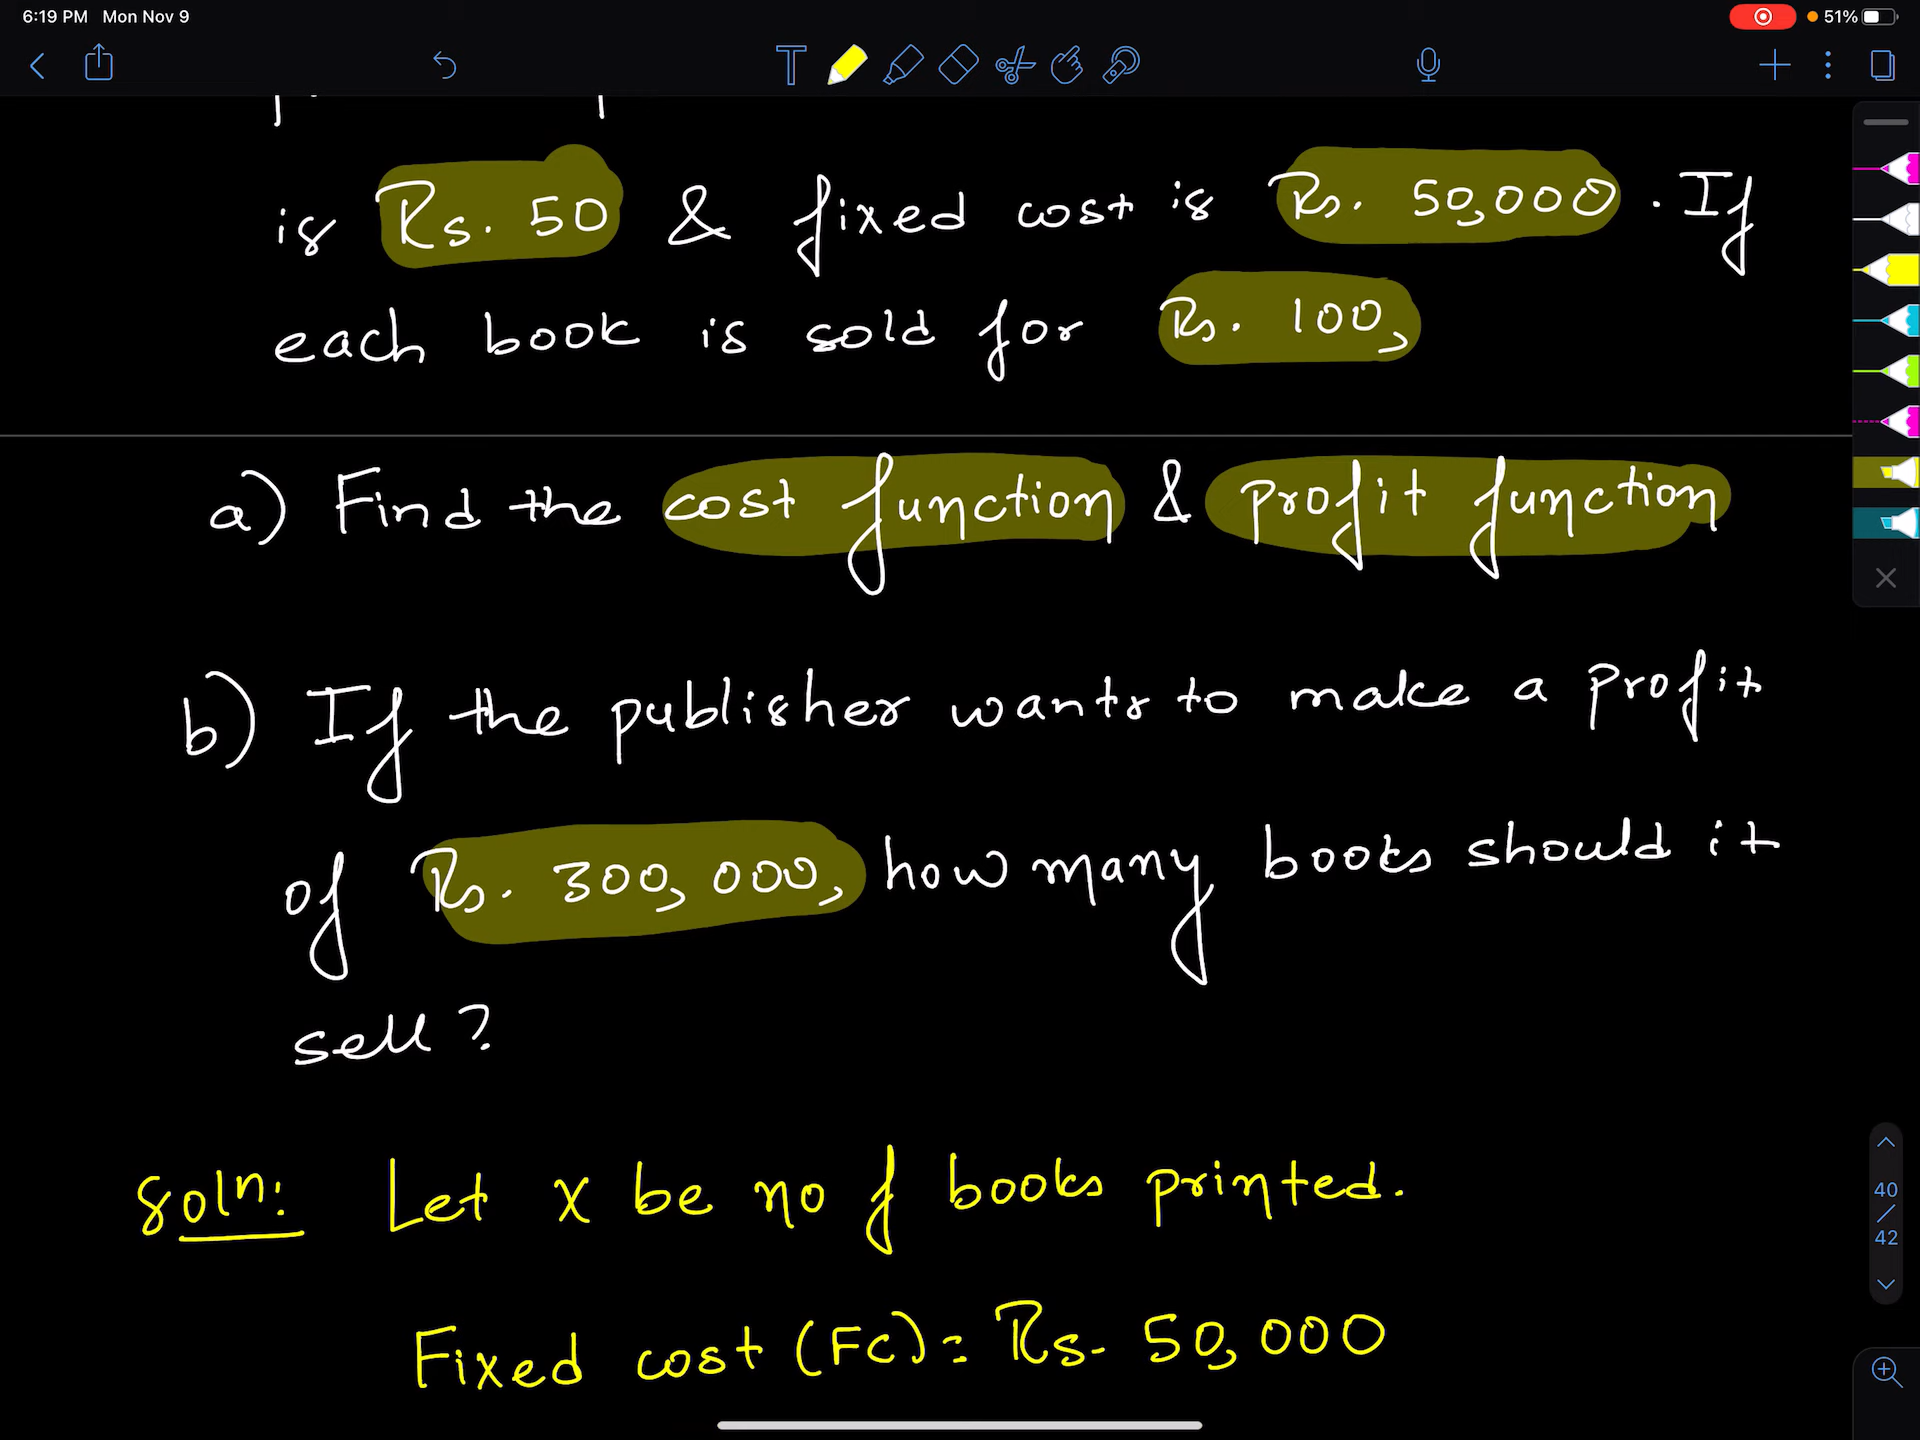 6:19 PM Mon Nov 9
51%
is Rs. 50 & fixed cost is Rs. 50,000. If
each book is sold for Rs. 100,
a) Find the cost function & profit function
b) If the publisher wants to make a profit
of Rs. 300,000, how many books should it
sell?
Soln: Let x be no of books printed.
Fixed cost (FC) = Rs. 50,000
40
/
42